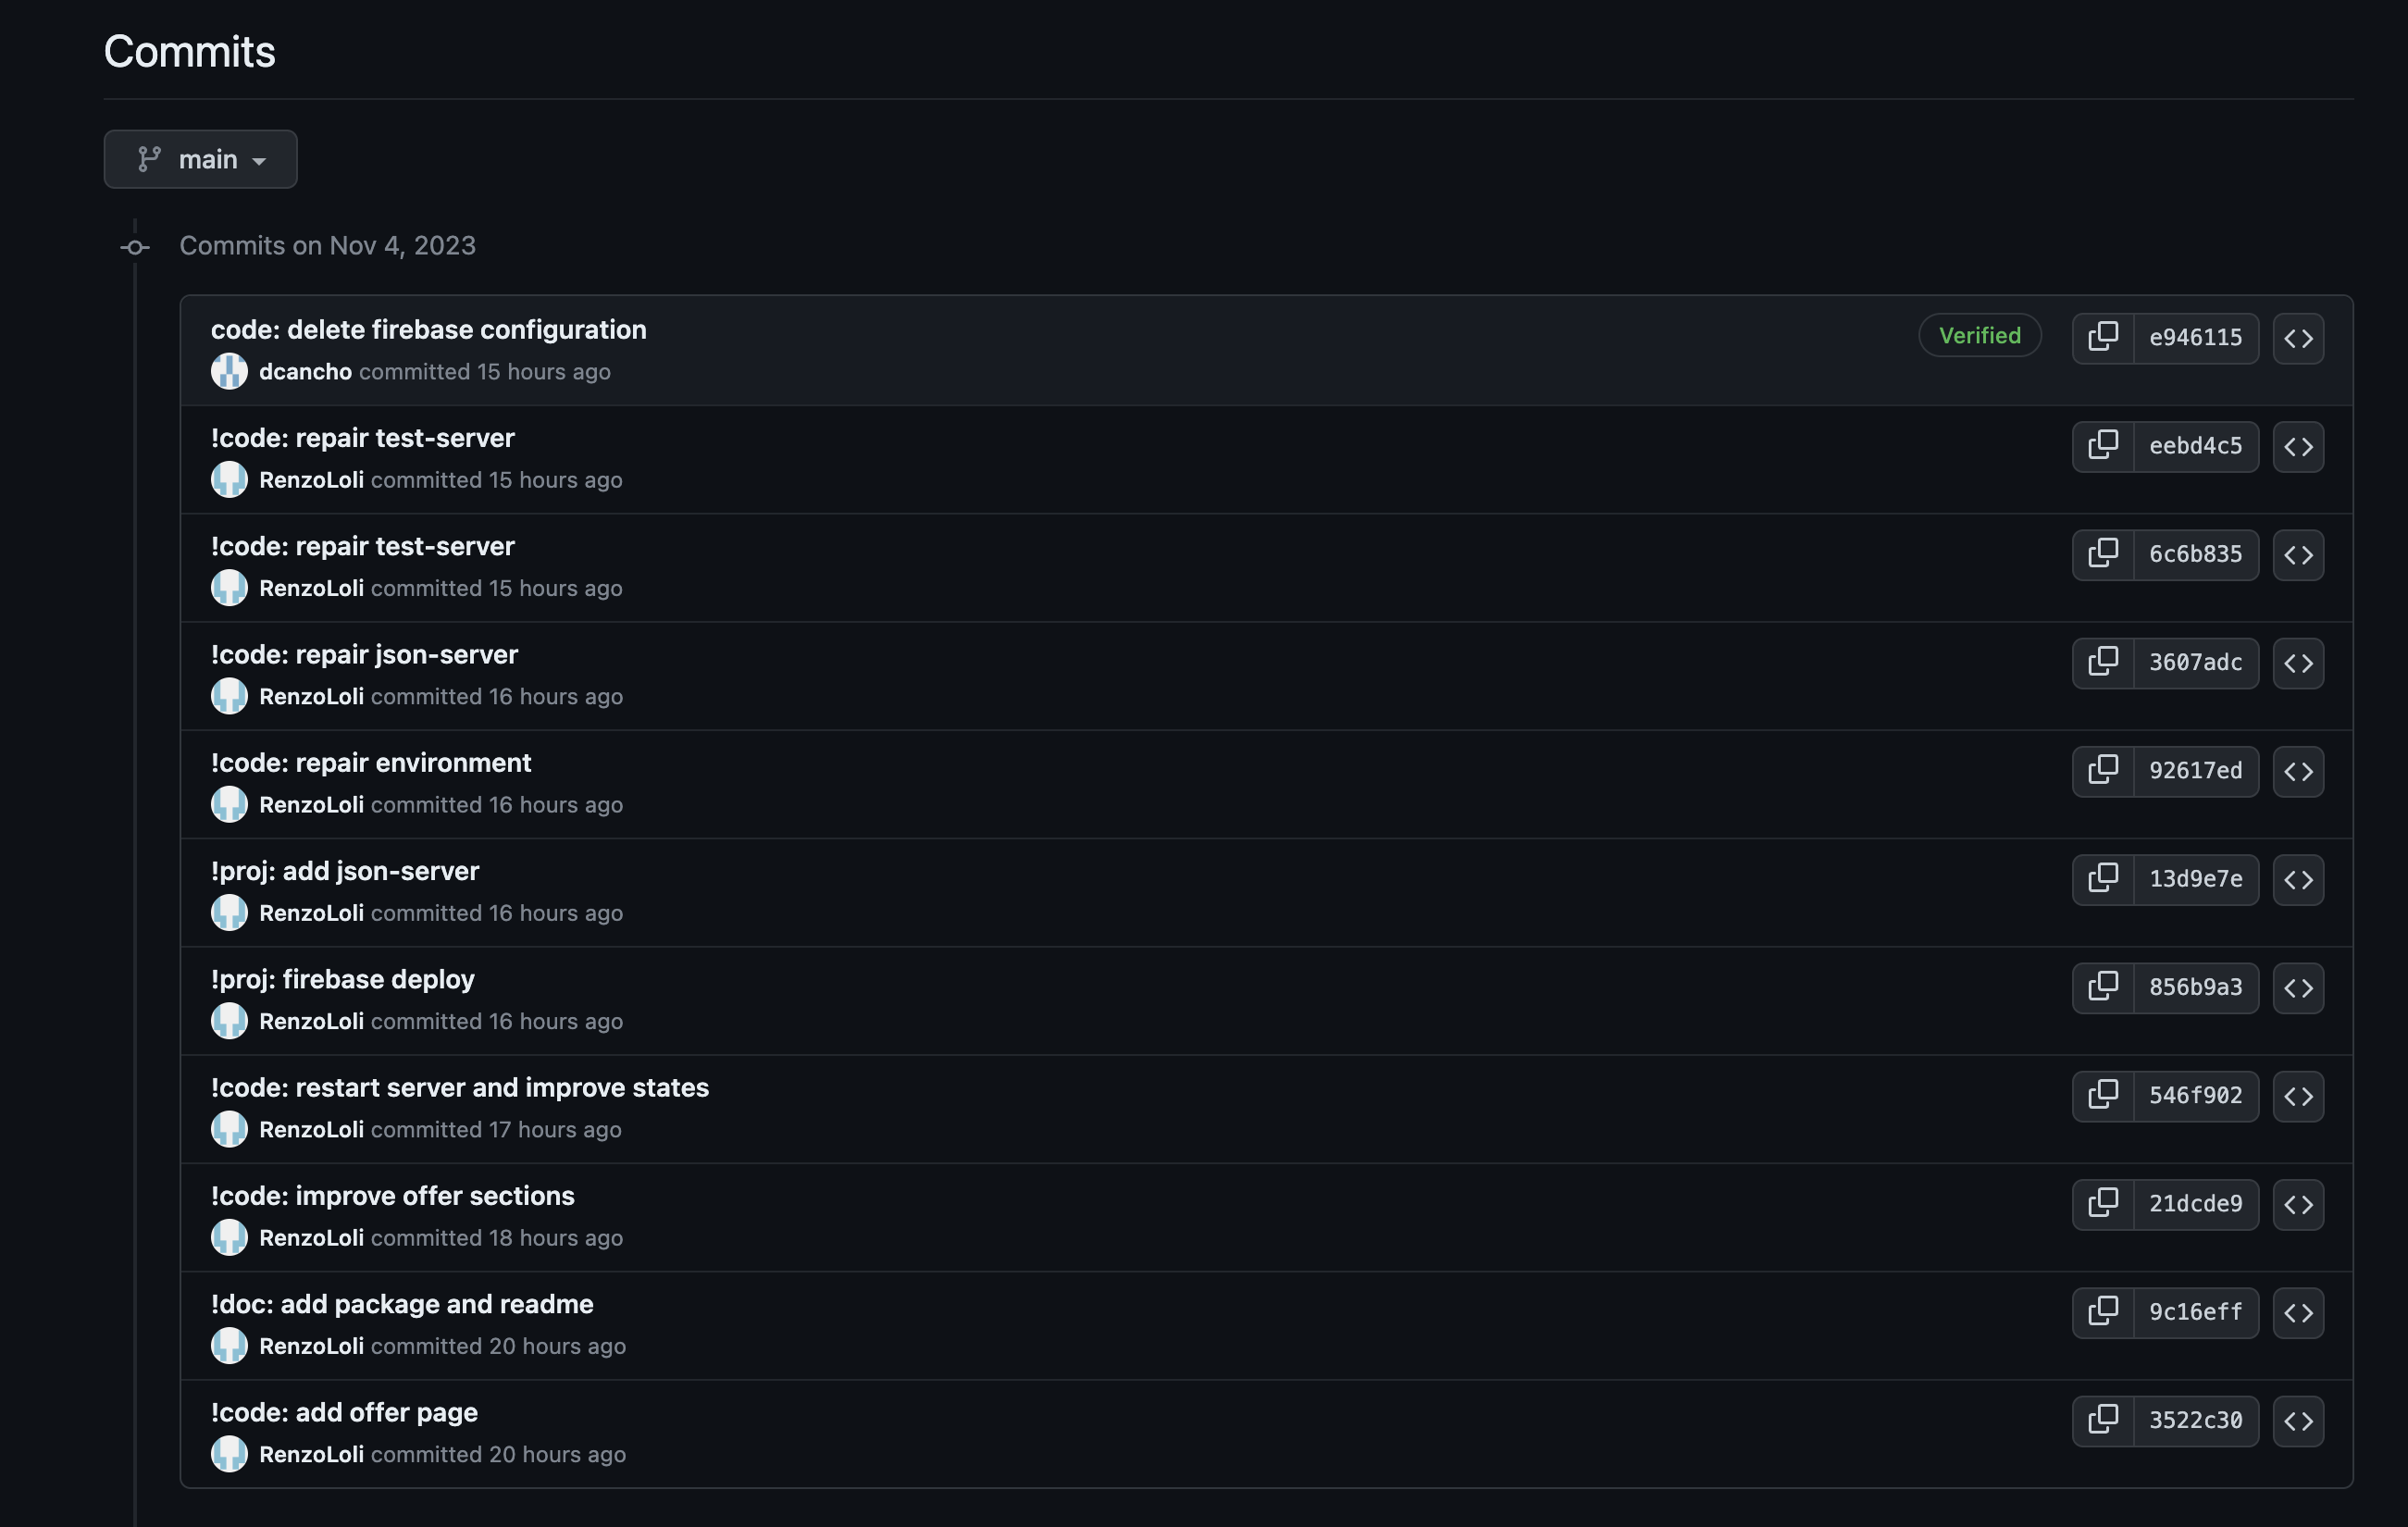 Commits
main
Commits on Nov 4, 2023
code: delete firebase configuration
dcancho committed 15 hours ago
Verified
e946115
!code: repair test-server
RenzoLoli committed 15 hours ago
eebd4c5
!code: repair test-server
RenzoLoli committed 15 hours ago
6c6b835
!code: repair json-server
RenzoLoli committed 16 hours ago
3607adc
!code: repair environment
RenzoLoli committed 16 hours ago
92617ed
!proj: add json-server
RenzoLoli committed 16 hours ago
13d9e7e
!proj: firebase deploy
RenzoLoli committed 16 hours ago
856b9a3
!code: restart server and improve states
RenzoLoli committed 17 hours ago
546f902
!code: improve offer sections
RenzoLoli committed 18 hours ago
21dcde9
!doc: add package and readme
RenzoLoli committed 20 hours ago
9c16eff
!code: add offer page
RenzoLoli committed 20 hours ago
3522c30